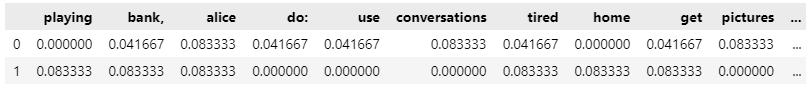 playing bank, alice do: use conversations tired home get pictures ...
0 0.000000 0.041667 0.083333 0.041667 0.041667 0.083333 0.041667 0.000000 0.041667 0.083333 ...
1 0.083333 0.083333 0.083333 0.000000 0.000000 0.000000 0.083333 0.083333 0.083333 0.000000 ...